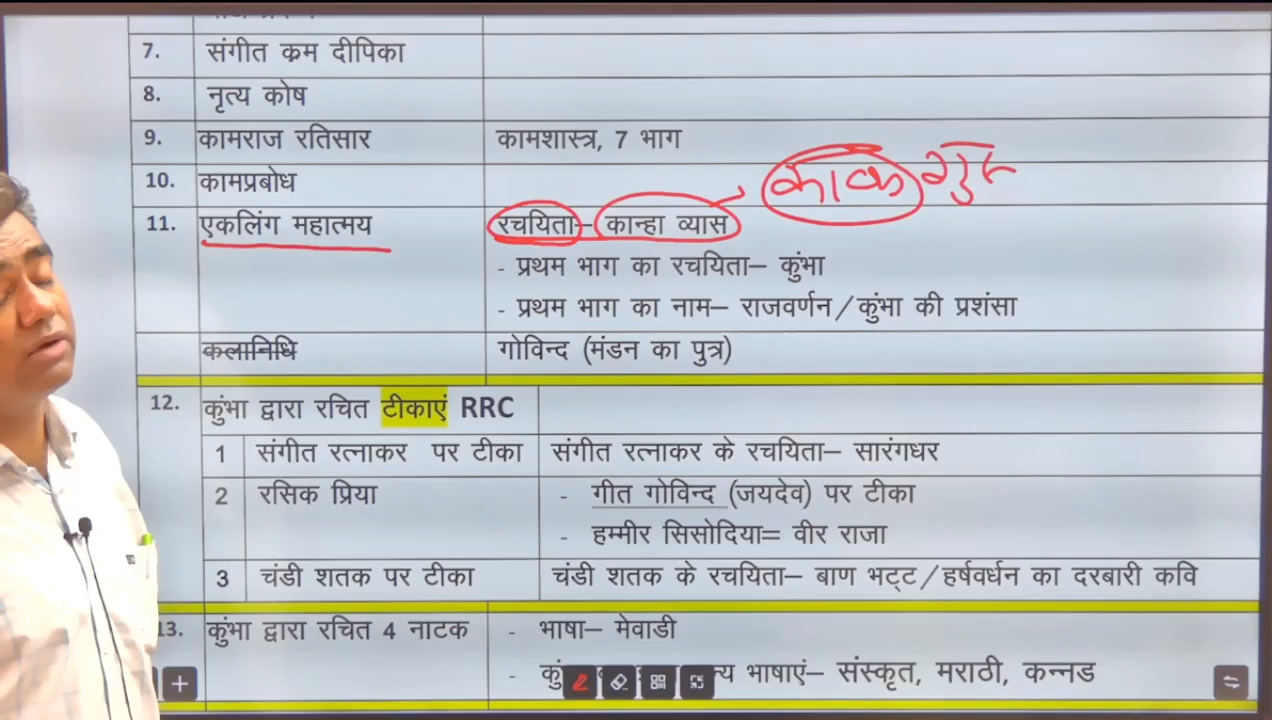 7. संगीत क्रम दीपिका
8. नृत्य कोष
9. कामराज रतिसार कामशास्त्र, 7 भाग
10. कामप्रबोध
11. एकलिंग महात्मय रचयिता– कान्हा व्यास
- प्रथम भाग का रचयिता– कुंभा
- प्रथम भाग का नाम– राजवर्णन/कुंभा की प्रशंसा
कलानिधि गोविन्द (मंडन का पुत्र)
12. कुंभा द्वारा रचित टीकाएं RRC
1 संगीत रत्नाकर पर टीका संगीत रत्नाकर के रचयिता– सारंगधर
2 रसिक प्रिया - गीत गोविन्द (जयदेव) पर टीका
- हम्मीर सिसोदिया= वीर राजा
3 चंडी शतक पर टीका चंडी शतक के रचयिता– बाण भट्ट/हर्षवर्धन का दरबारी कवि
13. कुंभा द्वारा रचित 4 नाटक - भाषा– मेवाडी
- भाषाएं– संस्कृत, मराठी, कन्नड